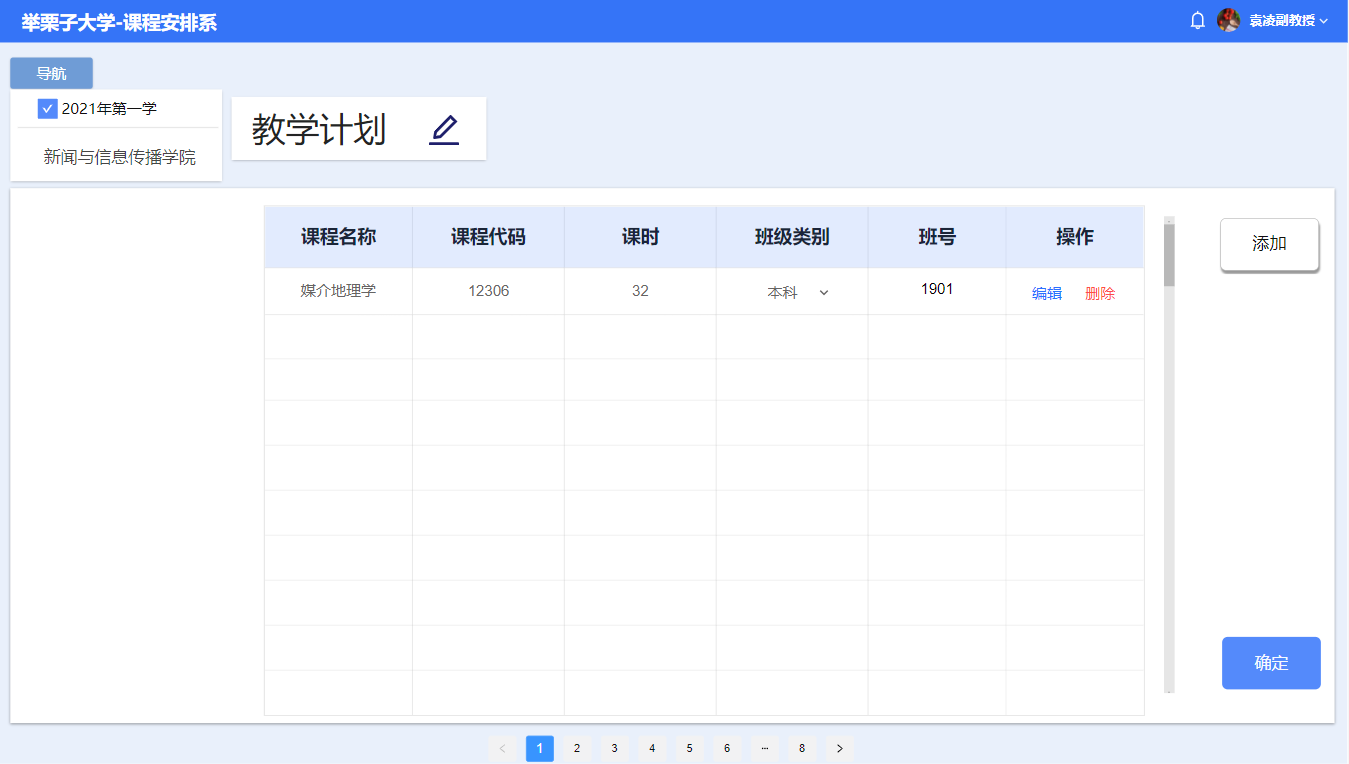 举栗子大学-课程安排系
袁凌副教授
导航
2021年第一学
新闻与信息传播学院
教学计划
课程名称 课程代码 课时 班级类别 班号 操作
媒介地理学 12306 32 本科 1901 编辑 删除
添加
确定
< 1 2 3 4 5 6 ··· 8 >